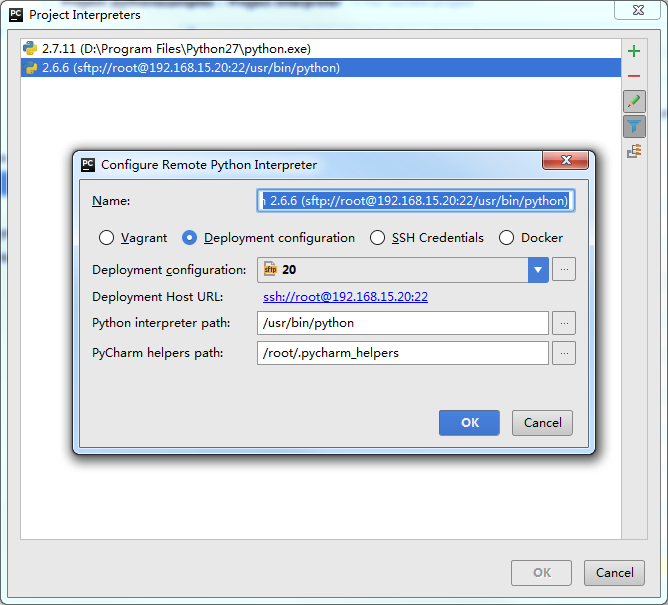 PC Project Interpreters
2.7.11 (D:\Program Files\Python27\python.exe)
2.6.6 (sftp://root@192.168.15.20:22/usr/bin/python)
PC Configure Remote Python Interpreter
Name: n 2.6.6 (sftp://root@192.168.15.20:22/usr/bin/python)
Vagrant Deployment configuration SSH Credentials Docker
Deployment configuration: sftp 20 ...
Deployment Host URL: ssh://root@192.168.15.20:22
Python interpreter path: /usr/bin/python ...
PyCharm helpers path: /root/.pycharm_helpers ...
OK Cancel
OK Cancel